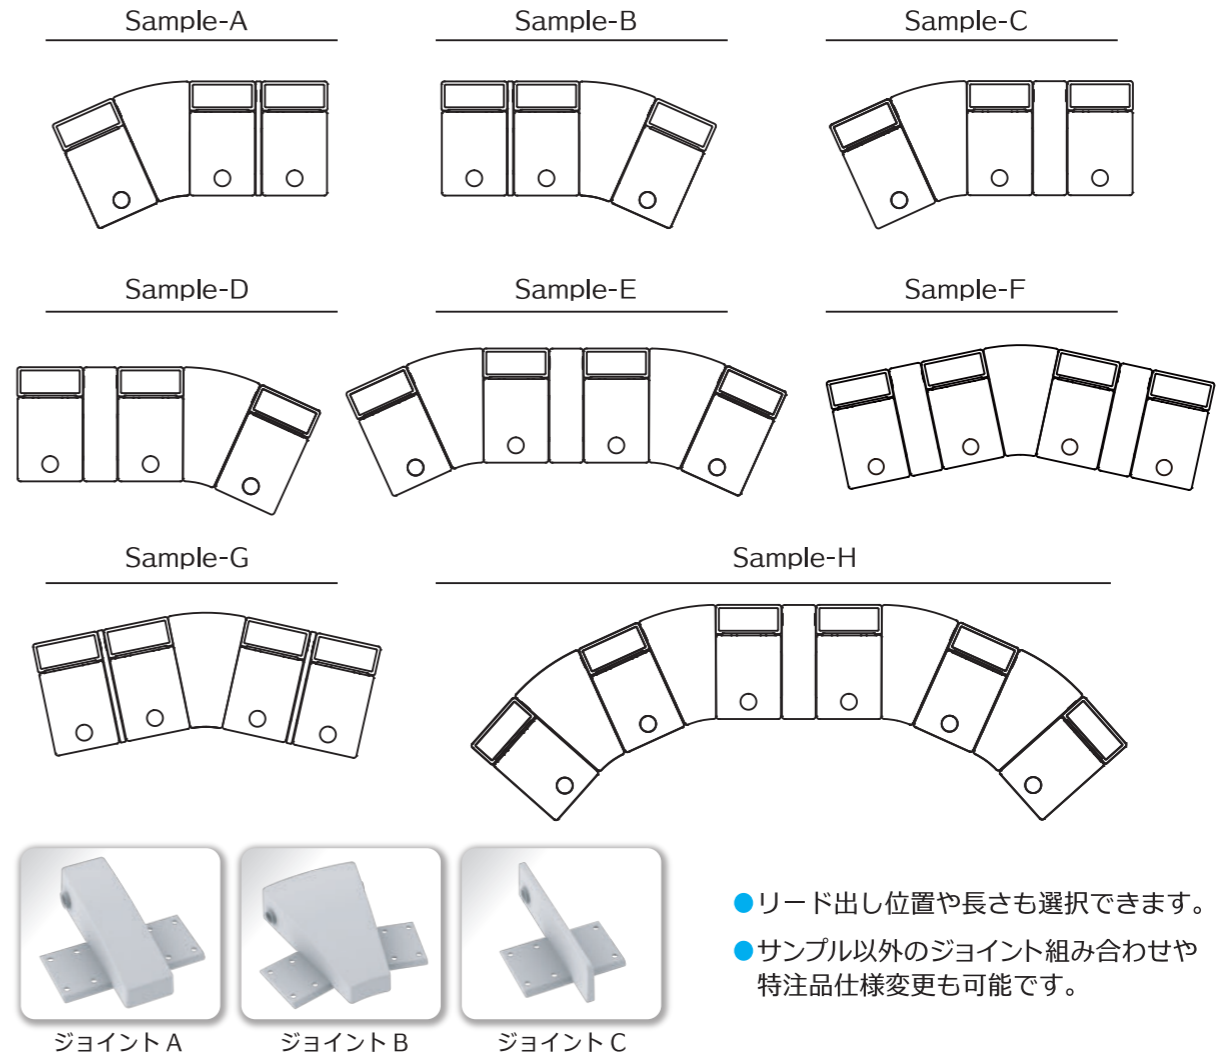 Sample-A
Sample-B
Sample-C
Sample-D
Sample-E
Sample-F
Sample-G
Sample-H
ジョイント A
ジョイント B
ジョイント C
●リード出し位置や長さも選択できます。
●サンプル以外のジョイント組み合わせや
特注品仕様変更も可能です。